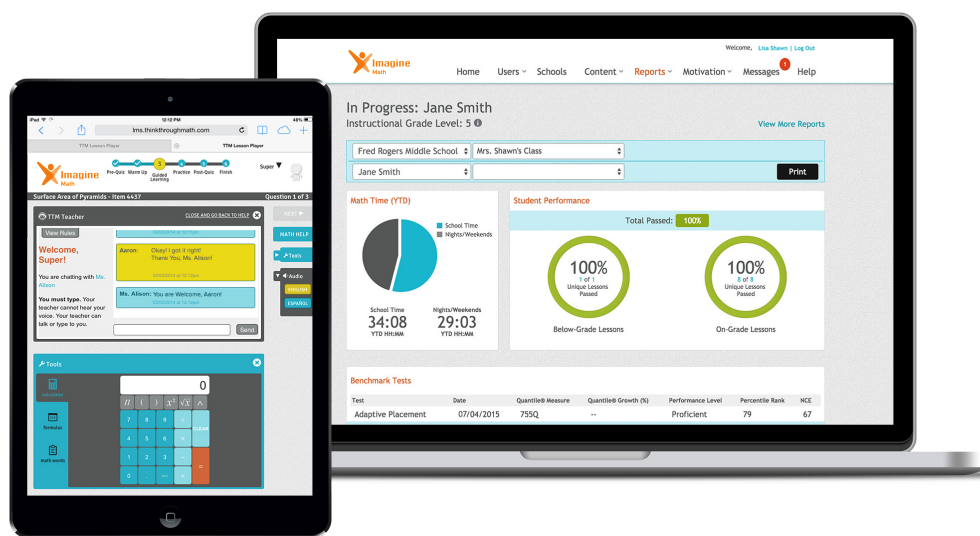 iPad
12:12 PM
46%
lms.thinkthroughmath.com
TTM Lesson Player
TTM Lesson Player
Imagine
Math
Pre-Quiz
Warm Up
3
Guided
Learning
Practice
Post-Quiz
Finish
Super
Surface Area of Pyramids - Item 4437
Question 1 of 3
TTM Teacher
CLOSE AND GO BACK TO HELP
View Rules
Welcome,
Super!
You are chatting with Ms.
Alison
You must type. Your
teacher cannot hear your
voice. Your teacher can
talk or type to you.
Aaron: Okay! I got it right!
Thank You, Ms. Alison!
Ms. Alison: You are Welcome, Aaron!
Send
NEXT
MATH HELP
Tools
Audio
ENGLISH
ESPAÑOL
Tools
calculator
formulas
math words
0
( ) x² √x ^
7 8 9
CLEAR
4 5 6 ×
1 2 3 −
0 . +
=
Welcome, Lisa Shawn | Log Out
Imagine
Math
Home
Users
Schools
Content
Reports
Motivation
Messages
1
Help
In Progress: Jane Smith
Instructional Grade Level: 5
View More Reports
Fred Rogers Middle School
Mrs. Shawn's Class
Jane Smith
Print
Math Time (YTD)
School Time
Nights/Weekends
School Time
34:08
YTD HH:MM
Nights/Weekends
29:03
YTD HH:MM
Student Performance
Total Passed: 100%
100%
1 of 1
Unique Lessons
Passed
Below-Grade Lessons
100%
8 of 8
Unique Lessons
Passed
On-Grade Lessons
Benchmark Tests
Test Date Quantile® Measure Quantile® Growth (%) Performance Level Percentile Rank NCE
Adaptive Placement 07/04/2015 755Q -- Proficient 79 67